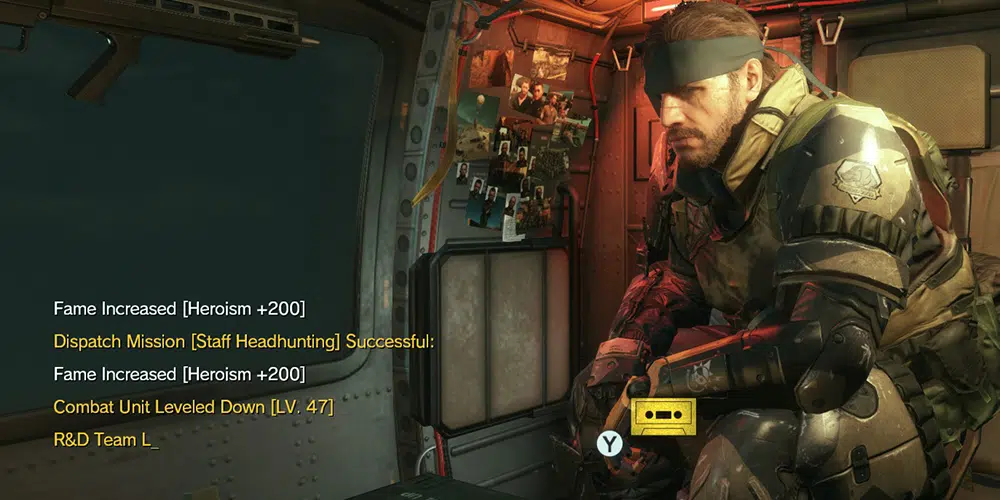 Fame Increased [Heroism +200]
Dispatch Mission [Staff Headhunting] Successful:
Fame Increased [Heroism +200]
Combat Unit Leveled Down [LV. 47]
R&D Team L_
Y